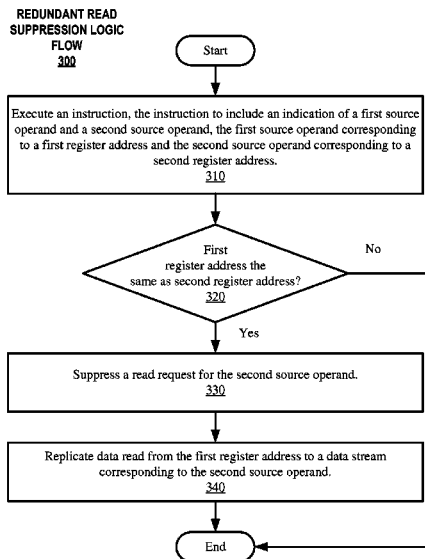 REDUNDANT READ
SUPPRESSION LOGIC
FLOW
300
Start
Execute an instruction, the instruction to include an indication of a first source
operand and a second source operand, the first source operand corresponding
to a first register address and the second source operand corresponding to a
second register address.
310
First
register address the
same as second register address?
320
No
Yes
Suppress a read request for the second source operand.
330
Replicate data read from the first register address to a data stream
corresponding to the second source operand.
340
End